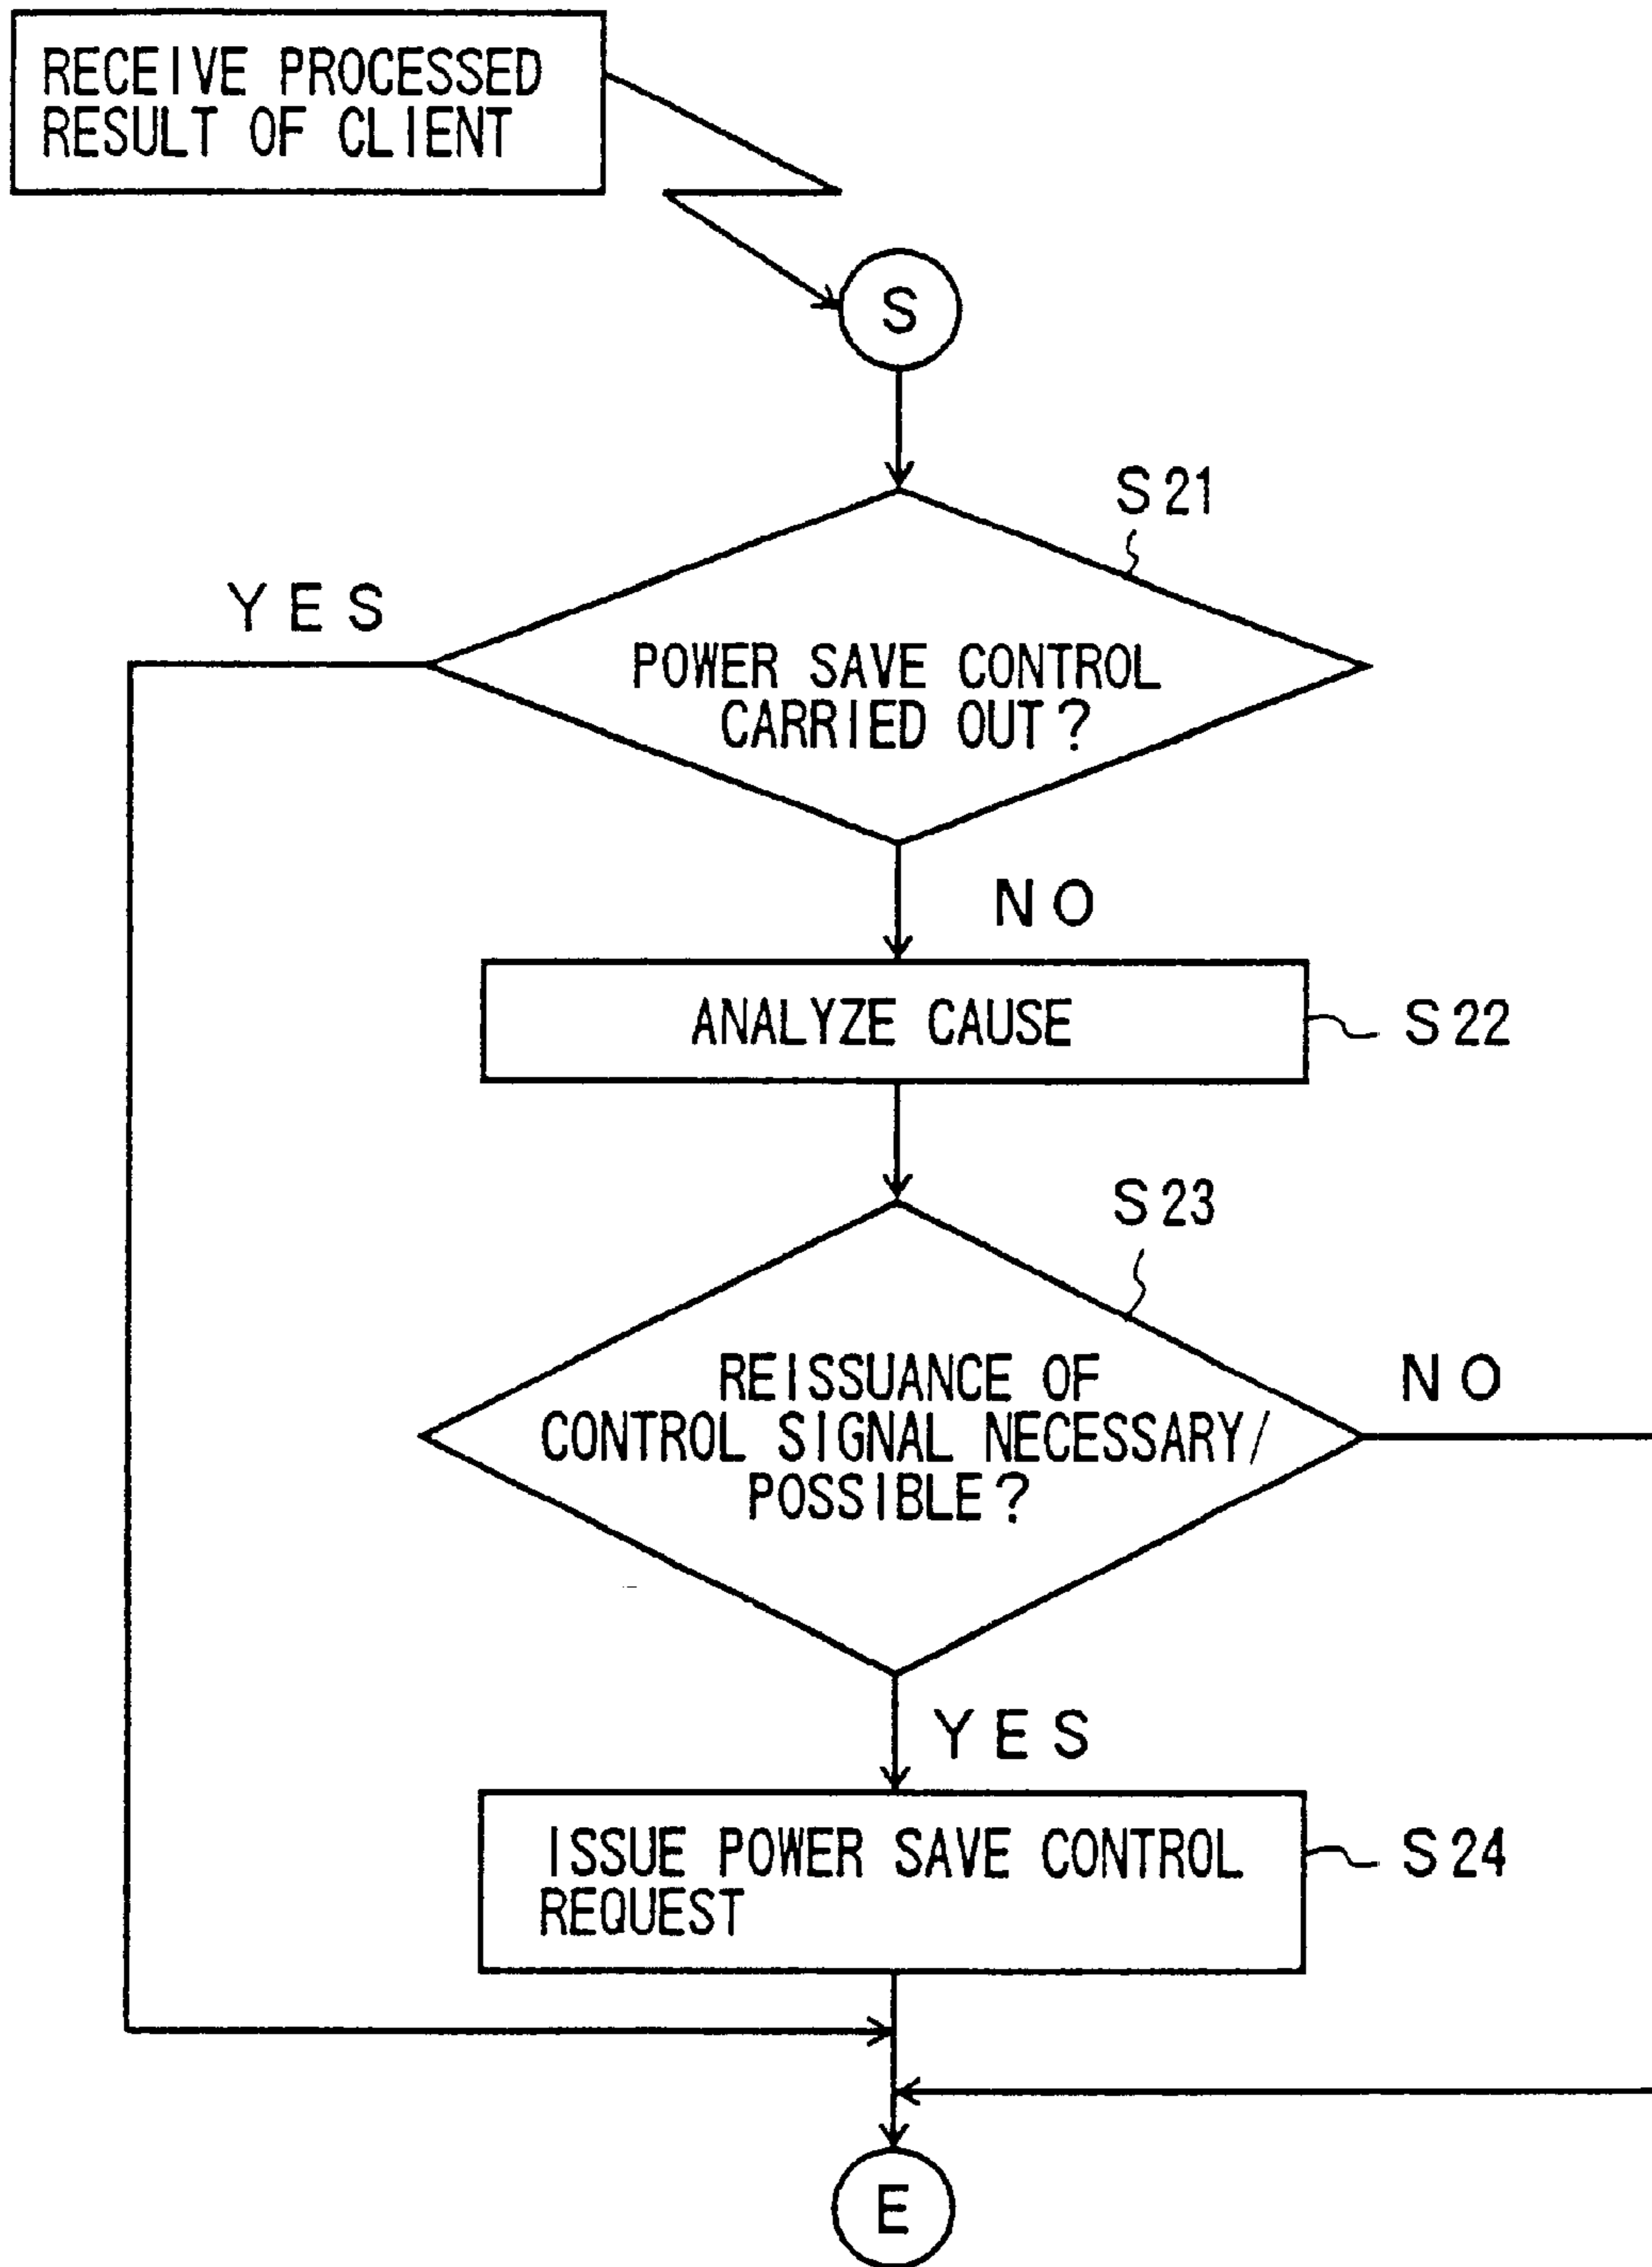 RECEIVE PROCESSED
RESULT OF CLIENT
S
S21
YES
POWER SAVE CONTROL
CARRIED OUT?
NO
ANALYZE CAUSE
S22
S23
REISSUANCE OF
CONTROL SIGNAL NECESSARY/
POSSIBLE?
NO
YES
ISSUE POWER SAVE CONTROL
REQUEST
S24
E